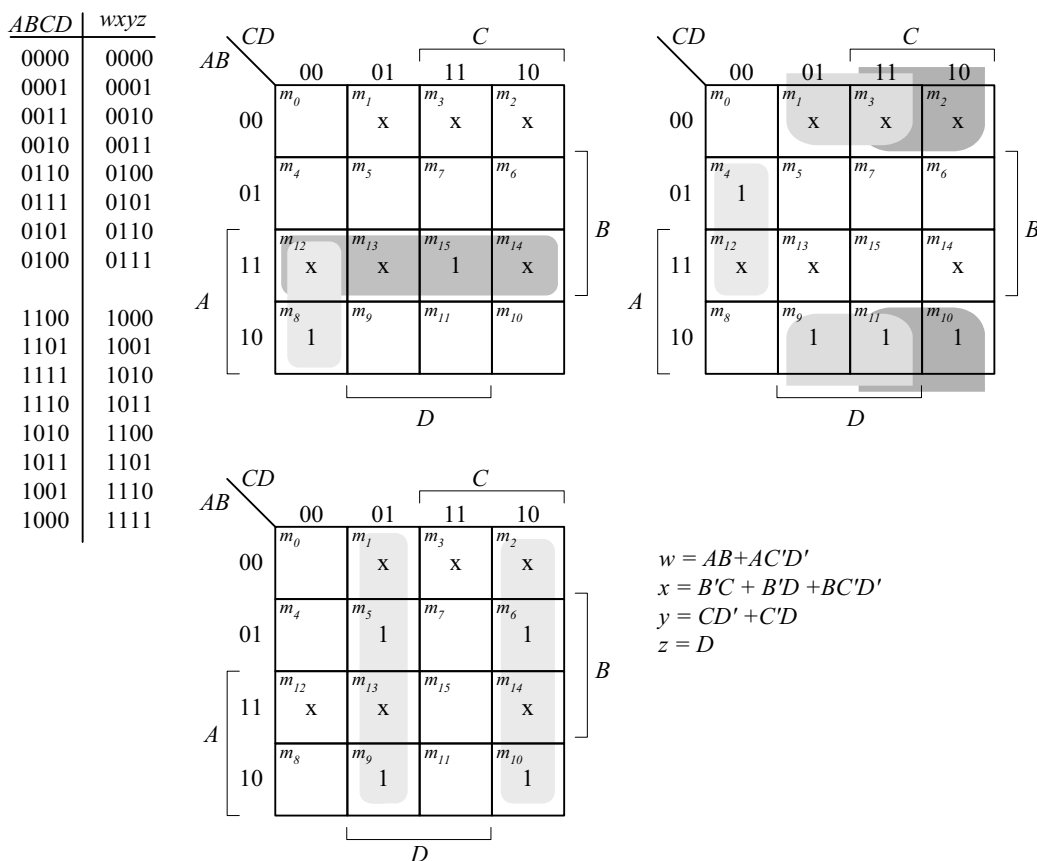 ABCD wxyz
0000 0000
0001 0001
0011 0010
0010 0011
0110 0100
0111 0101
0101 0110
0100 0111
1100 1000
1101 1001
1111 1010
1110 1011
1010 1100
1011 1101
1001 1110
1000 1111
CD C
AB
00 01 11 10
m0 m1 m3 m2
00 x x x
m4 m5 m7 m6
01
B
m12 m13 m15 m14
11 x x 1 x
A
m8 m9 m11 m10
10 1
D
CD C
AB
00 01 11 10
m0 m1 m3 m2
00 x x x
m4 m5 m7 m6
01 1
B
m12 m13 m15 m14
11 x x x
A
m8 m9 m11 m10
10 1 1 1
D
CD C
AB
00 01 11 10
m0 m1 m3 m2
00 x x x
m4 m5 m7 m6
01 1 1
B
m12 m13 m15 m14
11 x x x
A
m8 m9 m11 m10
10 1 1
D
w = AB+AC'D'
x = B'C + B'D +BC'D'
y = CD' +C'D
z = D